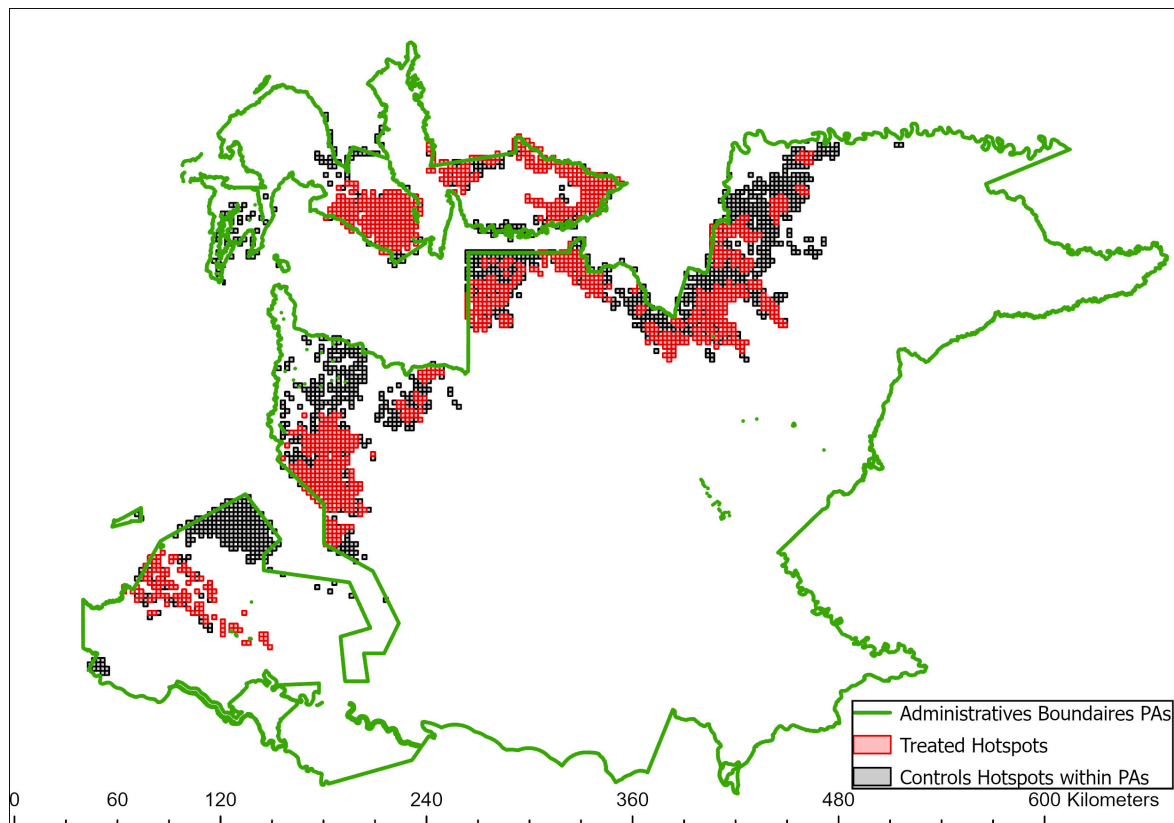 Administratives Boundaires PAs
Treated Hotspots
Controls Hotspots within PAs
0 60 120 240 360 480 600 Kilometers